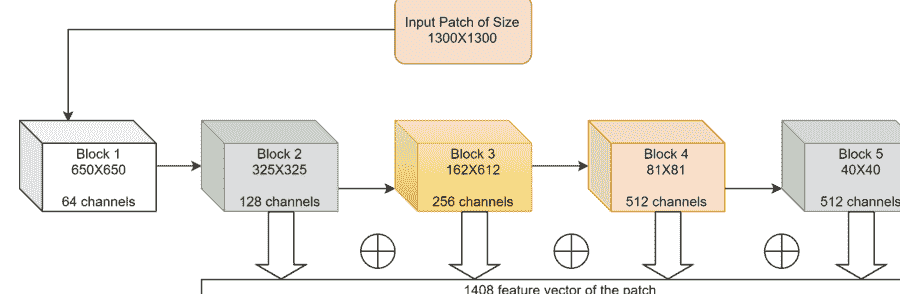 Input Patch of Size
1300X1300
Block 1
650X650
64 channels
Block 2
325X325
128 channels
Block 3
162X612
256 channels
Block 4
81X81
512 channels
Block 5
40X40
512 channels
1408 feature vector of the patch